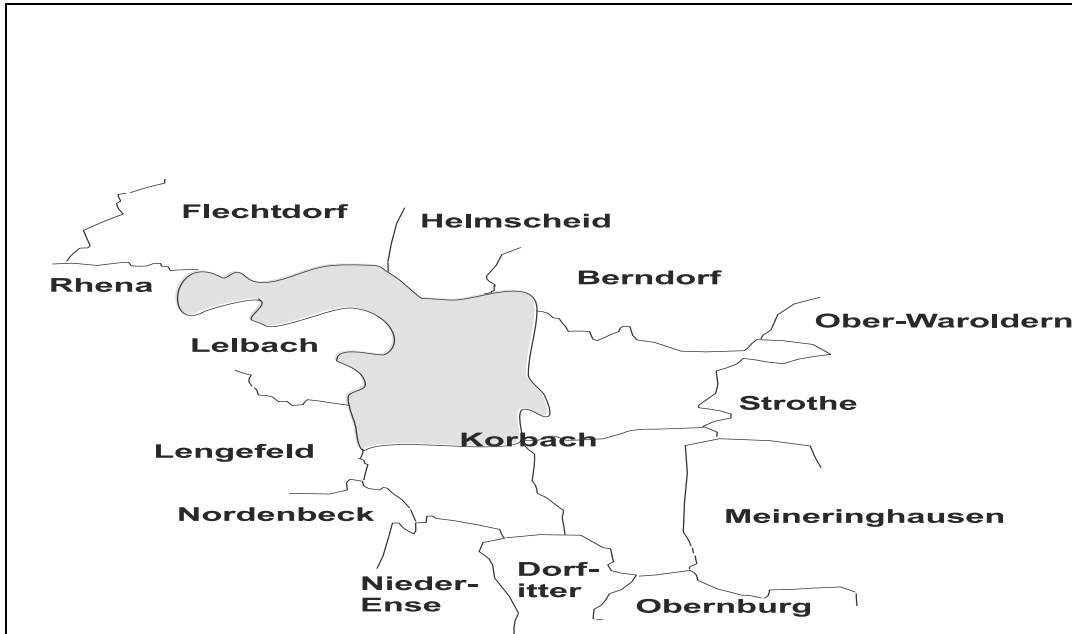 Flechtdorf
Helmscheid
Rhena
Berndorf
Ober-Waroldern
Lelbach
Strothe
Korbach
Lengefeld
Nordenbeck
Meineringhausen
Nieder-
Ense
Dorf-
itter
Obernburg